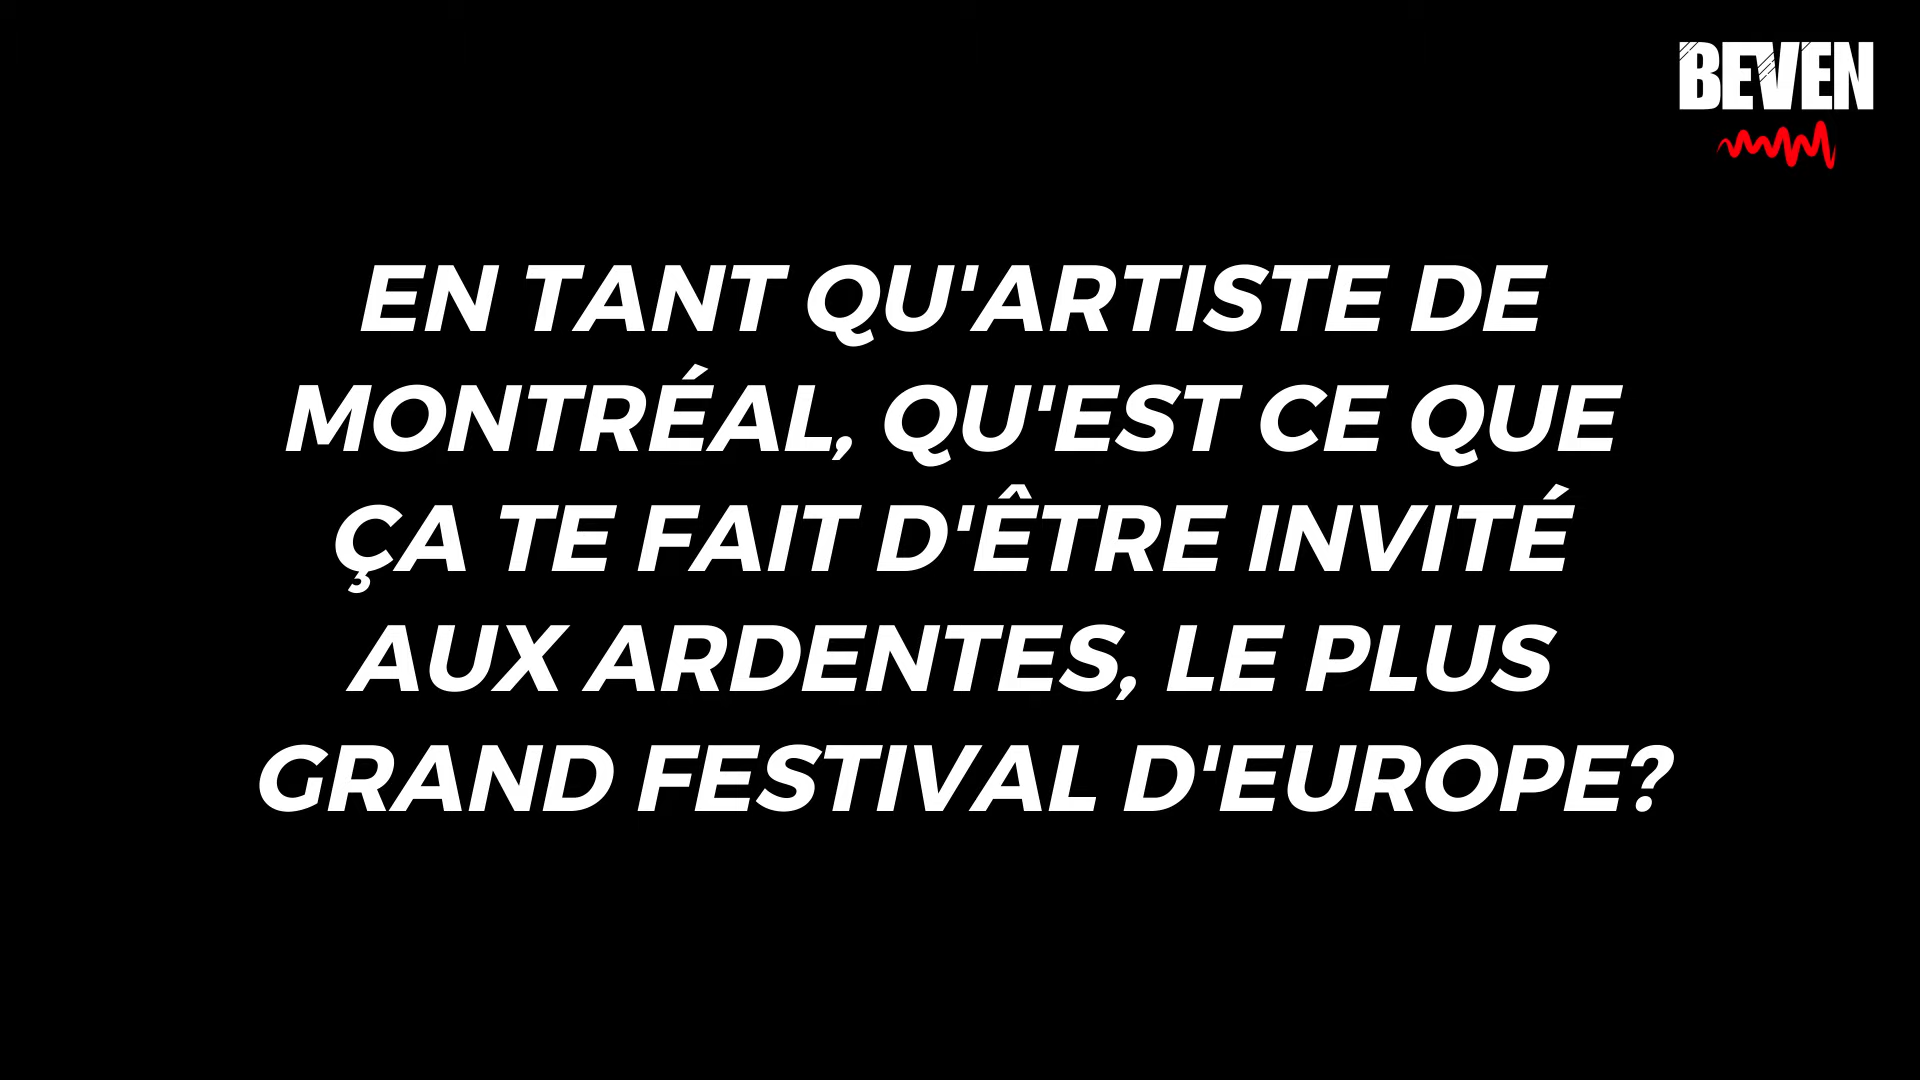 BEVEN
EN TANT QU'ARTISTE DE
MONTRÉAL, QU'EST CE QUE
ÇA TE FAIT D'ÊTRE INVITÉ
AUX ARDENTES, LE PLUS
GRAND FESTIVAL D'EUROPE?